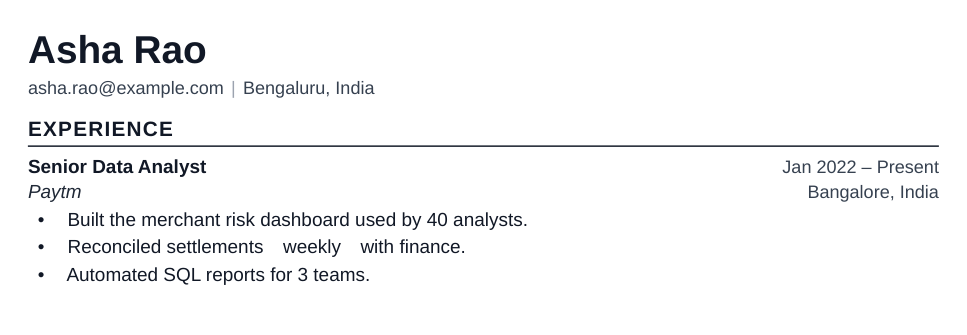 Asha Rao
asha.rao@example.com | Bengaluru, India
EXPERIENCE
Senior Data Analyst Jan 2022 – Present
Paytm Bangalore, India
• Built the merchant risk dashboard used by 40 analysts.
• Reconciled settlements weekly with finance.
• Automated SQL reports for 3 teams.